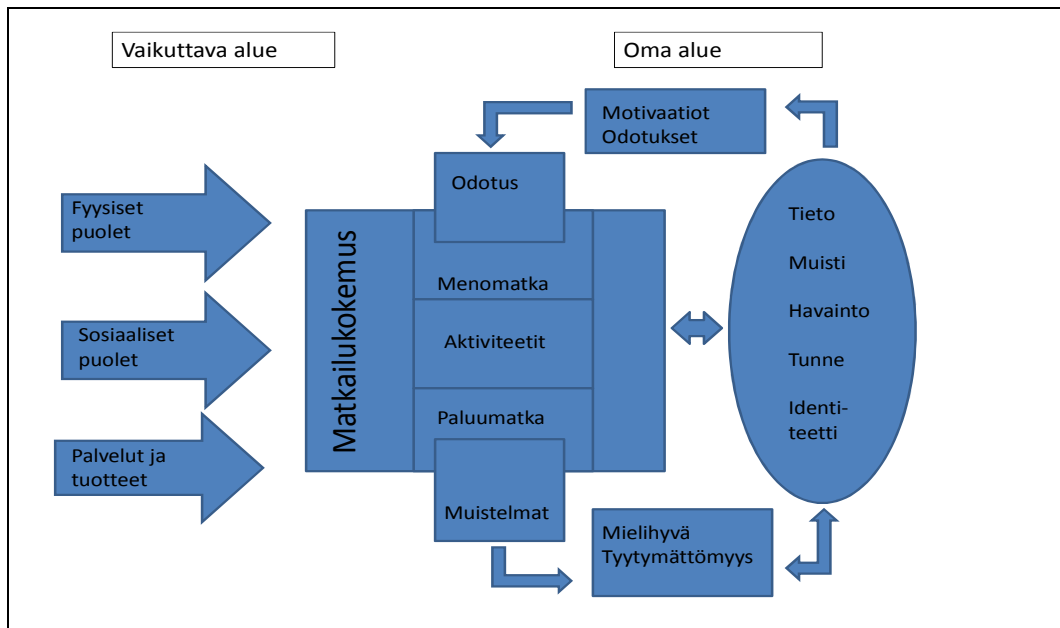 Vaikuttava alue
Oma alue
Motivaatiot
Odotukset
Odotus
Fyysiset
puolet
Sosiaaliset
puolet
Palvelut ja
tuotteet
Matkailukokemus
Menomatka
Aktiviteetit
Paluumatka
Muistelmat
Tieto
Muisti
Havainto
Tunne
Identi-
teetti
Mielihyvä
Tyytymättömyys